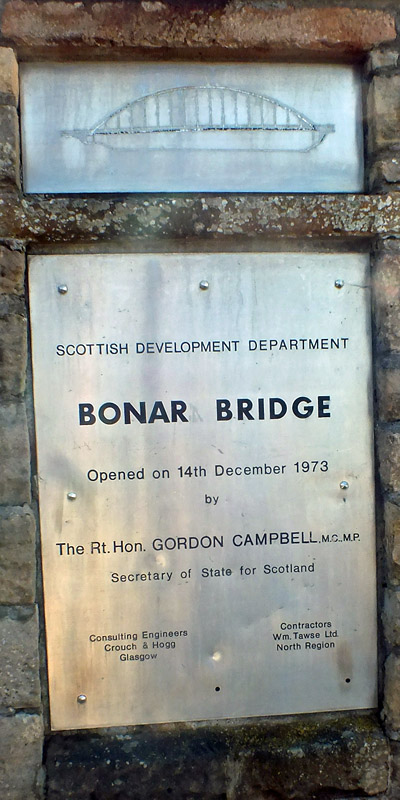 SCOTTISH DEVELOPMENT DEPARTMENT
BONAR BRIDGE
Opened on 14th December 1973
by
The Rt. Hon. GORDON CAMPBELL, M.C., M.P.
Secretary of State for Scotland
Consulting Engineers
Crouch & Hogg
Glasgow
Contractors
Wm. Tawse Ltd.
North Region